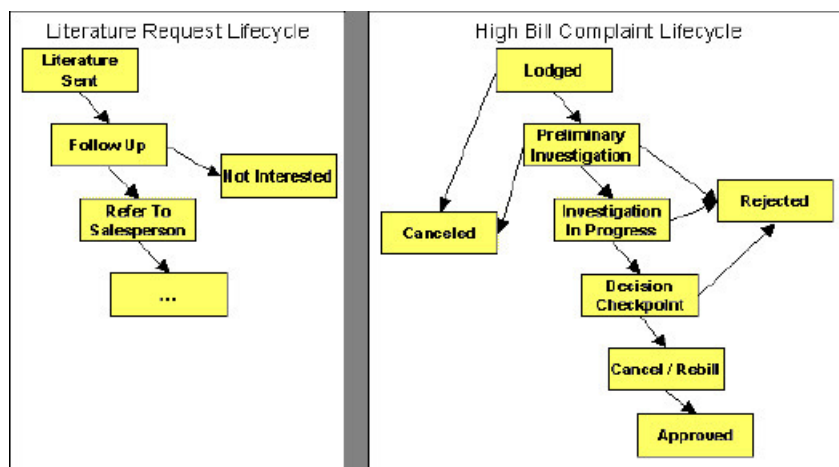 Literature Request Lifecycle
Literature
Sent
Follow Up
Not Interested
Refer To
Salesperson
...
High Bill Complaint Lifecycle
Lodged
Preliminary
Investigation
Rejected
Canceled
Investigation
In Progress
Decision
Checkpoint
Cancel / Rebill
Approved